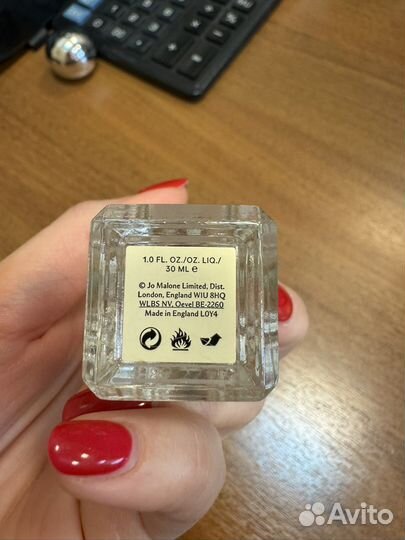 1.0 FL. OZ./OZ. LIQ./
30 ML ℮
© Jo Malone Limited, Dist.
London, England W1U 8HQ
WLBS NV, Oevel BE-2260
Made in England L0Y4
Avito